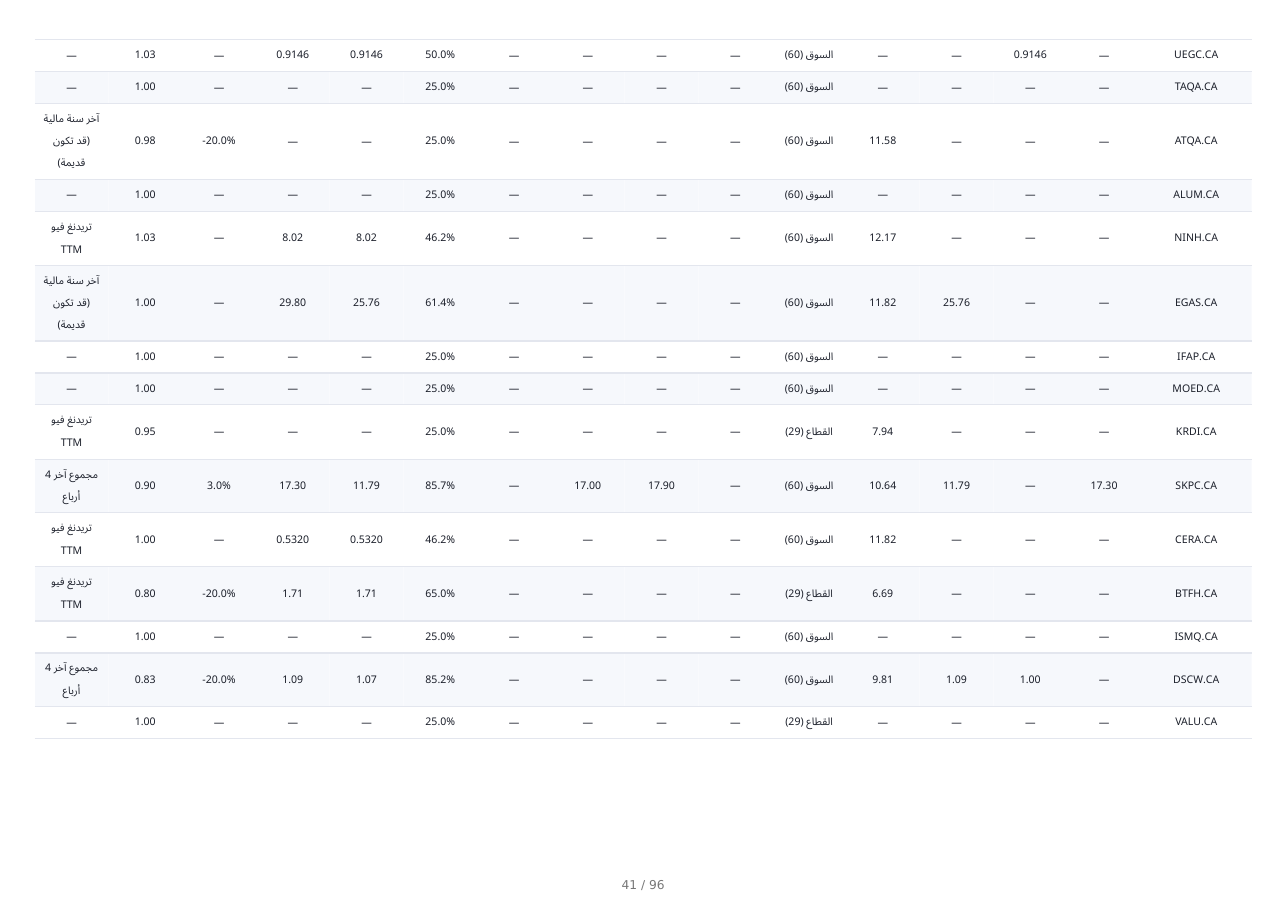 UEGC.CA — 0.9146 — — السوق (60) — — — — 50.0% 0.9146 0.9146 — 1.03 —
TAQA.CA — — — — السوق (60) — — — — 25.0% — — — 1.00 —
ATQA.CA — — — 11.58 السوق (60) — — — — 25.0% — — -20.0% 0.98 آخر سنة مالية
(قد تكون
قديمة)
ALUM.CA — — — — السوق (60) — — — — 25.0% — — — 1.00 —
NINH.CA — — — 12.17 السوق (60) — — — — 46.2% 8.02 8.02 — 1.03 تريدنغ فيو
TTM
EGAS.CA — — 25.76 11.82 السوق (60) — — — — 61.4% 25.76 29.80 — 1.00 آخر سنة مالية
(قد تكون
قديمة)
IFAP.CA — — — — السوق (60) — — — — 25.0% — — — 1.00 —
MOED.CA — — — — السوق (60) — — — — 25.0% — — — 1.00 —
KRDI.CA — — — 7.94 القطاع (29) — — — — 25.0% — — — 0.95 تريدنغ فيو
TTM
SKPC.CA 17.30 — 11.79 10.64 السوق (60) — 17.90 17.00 — 85.7% 11.79 17.30 3.0% 0.90 مجموع آخر 4
أرباع
CERA.CA — — — 11.82 السوق (60) — — — — 46.2% 0.5320 0.5320 — 1.00 تريدنغ فيو
TTM
BTFH.CA — — — 6.69 القطاع (29) — — — — 65.0% 1.71 1.71 -20.0% 0.80 تريدنغ فيو
TTM
ISMQ.CA — — — — السوق (60) — — — — 25.0% — — — 1.00 —
DSCW.CA — 1.00 1.09 9.81 السوق (60) — — — — 85.2% 1.07 1.09 -20.0% 0.83 مجموع آخر 4
أرباع
VALU.CA — — — — القطاع (29) — — — — 25.0% — — — 1.00 —
41 / 96